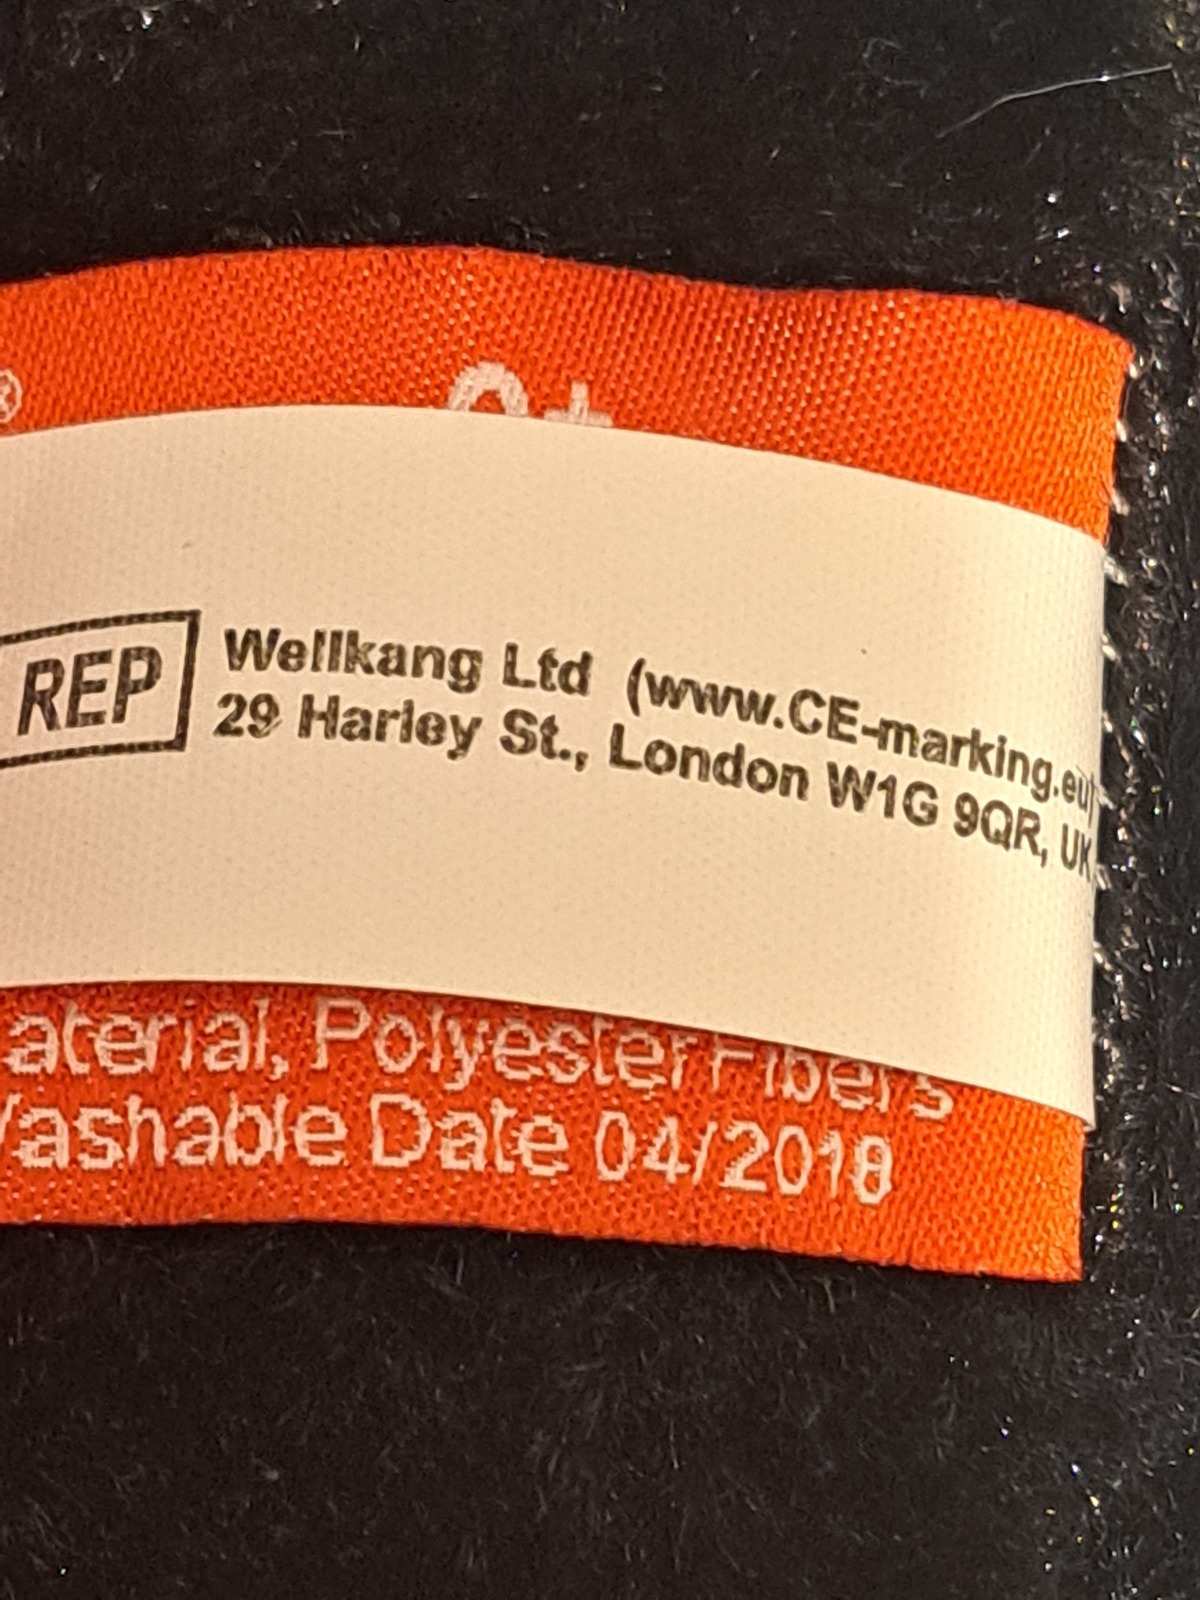 ®
0+
REP
Wellkang Ltd (www.CE-marking.eu)
29 Harley St., London W1G 9QR, UK
aterial, Polyester Fibers
Washable Date 04/2018